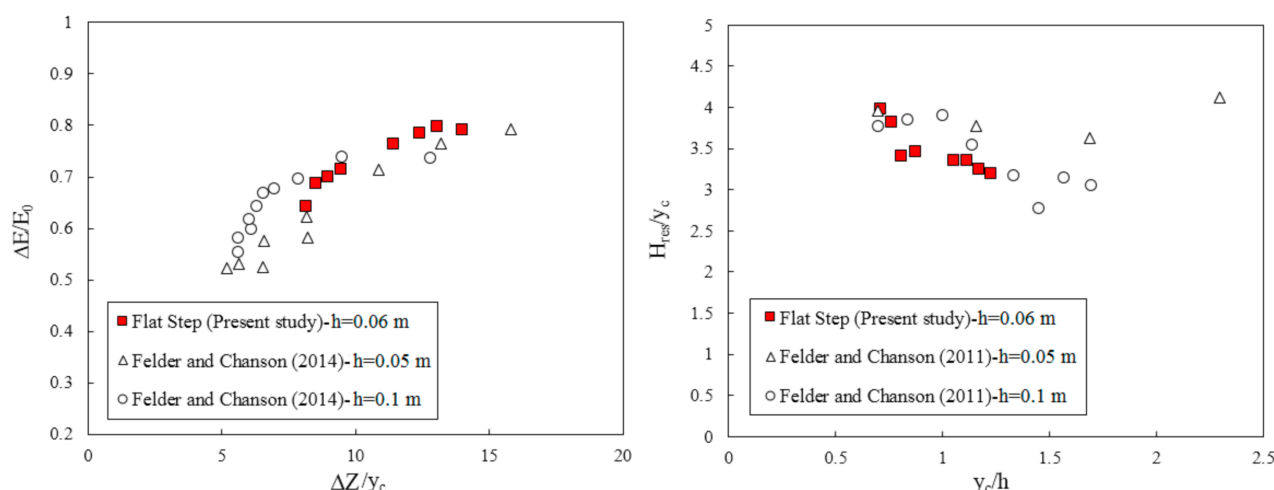 1
0.9
0.8
0.7
0.6
0.5
0.4
0.3
0.2
ΔE/E₀
Flat Step (Present study)-h=0.06 m
Felder and Chanson (2014)-h=0.05 m
Felder and Chanson (2014)-h=0.1 m
0 5 10 15 20
ΔZ/y_c
5
4.5
4
3.5
3
2.5
2
1.5
1
0.5
0
H_res/y_c
Flat Step (Present study)-h=0.06 m
Felder and Chanson (2011)-h=0.05 m
Felder and Chanson (2011)-h=0.1 m
0 0.5 1 1.5 2 2.5
y_c/h